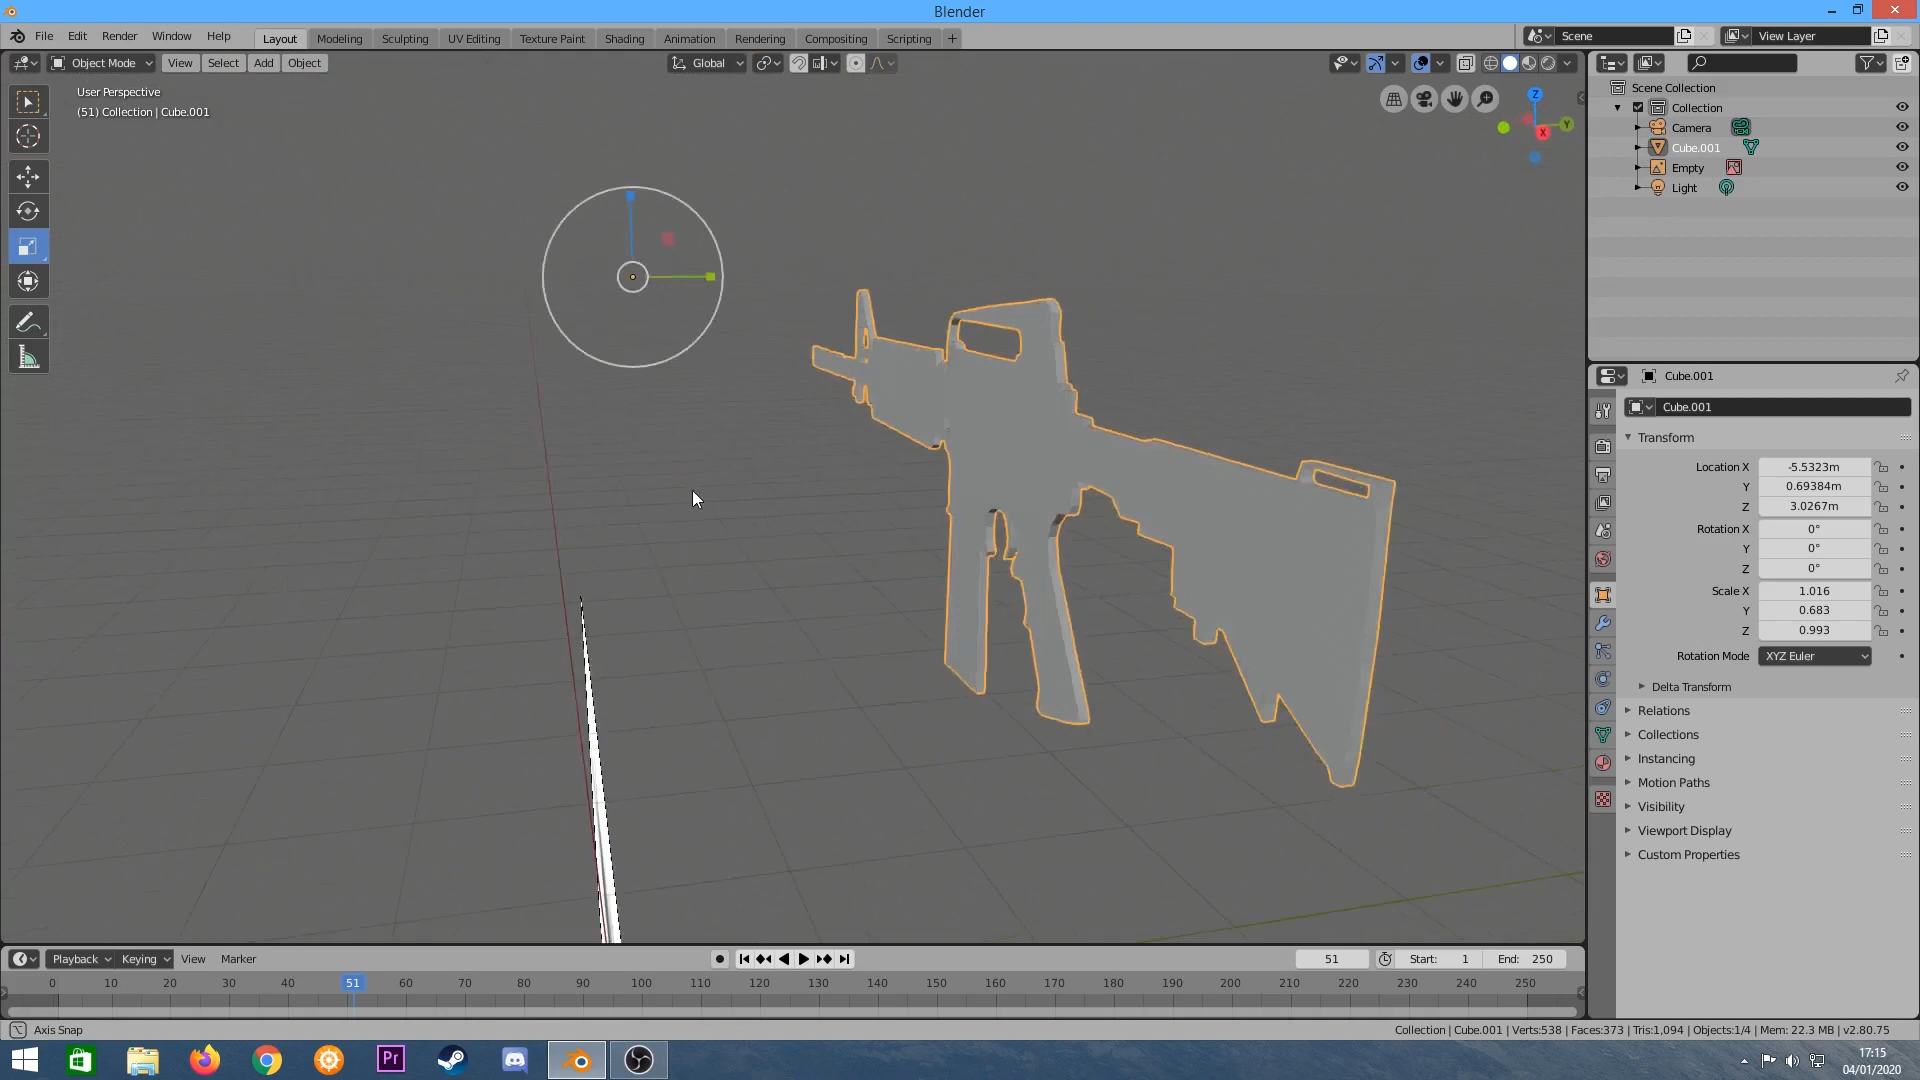 Blender
File Edit Render Window Help Layout Modeling Sculpting UV Editing Texture Paint Shading Animation Rendering Compositing Scripting + Scene View Layer
Object Mode View Select Add Object Global
User Perspective
(51) Collection | Cube.001
Z
Y
X
Scene Collection
Collection
Camera
Cube.001
Empty
Light
Cube.001
Cube.001
Transform
Location X -5.5323m
Y 0.69384m
Z 3.0267m
Rotation X 0°
Y 0°
Z 0°
Scale X 1.016
Y 0.683
Z 0.993
Rotation Mode XYZ Euler
Delta Transform
Relations
Collections
Instancing
Motion Paths
Visibility
Viewport Display
Custom Properties
Playback Keying View Marker 51 Start: 1 End: 250
0 10 20 30 40 51 60 70 80 90 100 110 120 130 140 150 160 170 180 190 200 210 220 230 240 250
Axis Snap Collection | Cube.001 | Verts:538 | Faces:373 | Tris:1,094 | Objects:1/4 | Mem: 22.3 MB | v2.80.75
Pr
17:15
04/01/2020